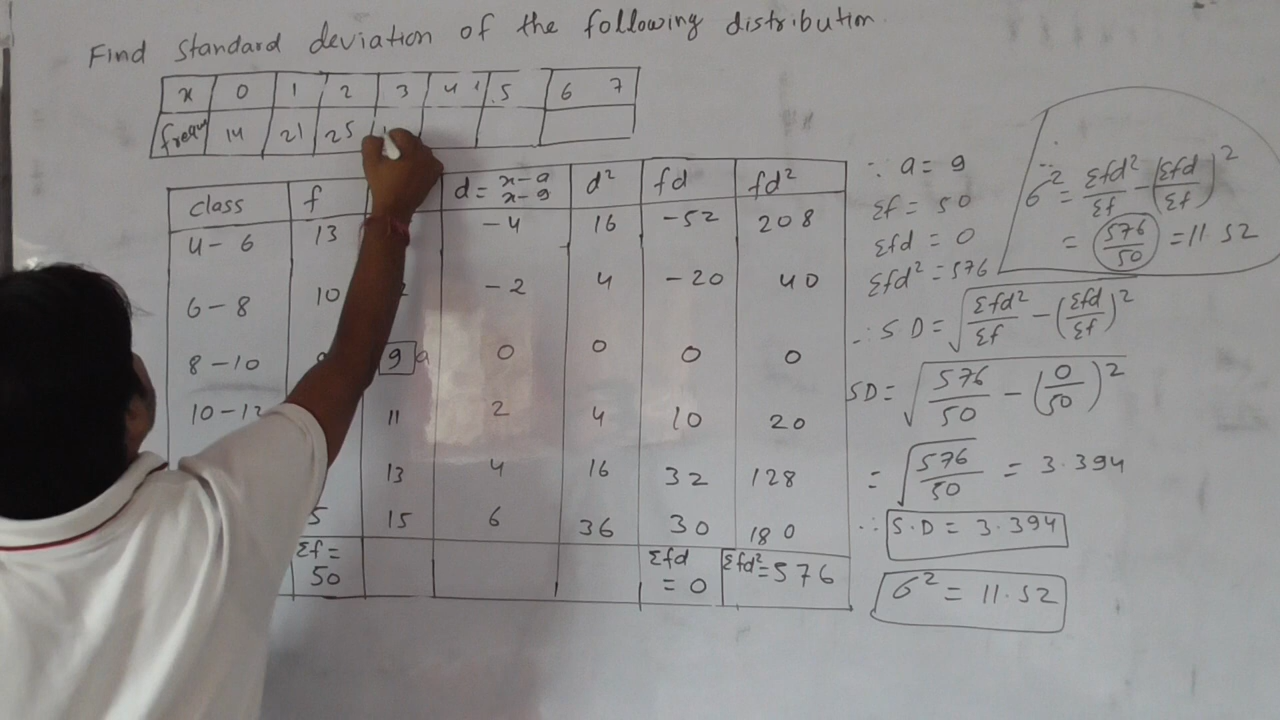 Find standard deviation of the following distribution
x 0 1 2 3 4 5 6 7
frequ 14 21 25
class f d = x-a x-9 d² fd fd²
4-6 13 -4 16 -52 208
6-8 10 -2 4 -20 40
8-10 9 a 0 0 0 0
10-12 11 2 4 10 20
13 4 16 32 128
5 15 6 36 30 180
Σf = 50 Σfd = 0 Σfd² = 576
∵ a = 9
Σf = 50
Σfd = 0
Σfd² = 576
∴ S D = √(Σfd²/Σf - (Σfd/Σf)²)
SD = √(576/50 - (0/50)²)
= √(576/50) = 3.394
∴ S.D = 3.394
σ² = 11.52
∵ σ² = Σfd²/Σf - (Σfd/Σf)²
= 576/50 = 11.52